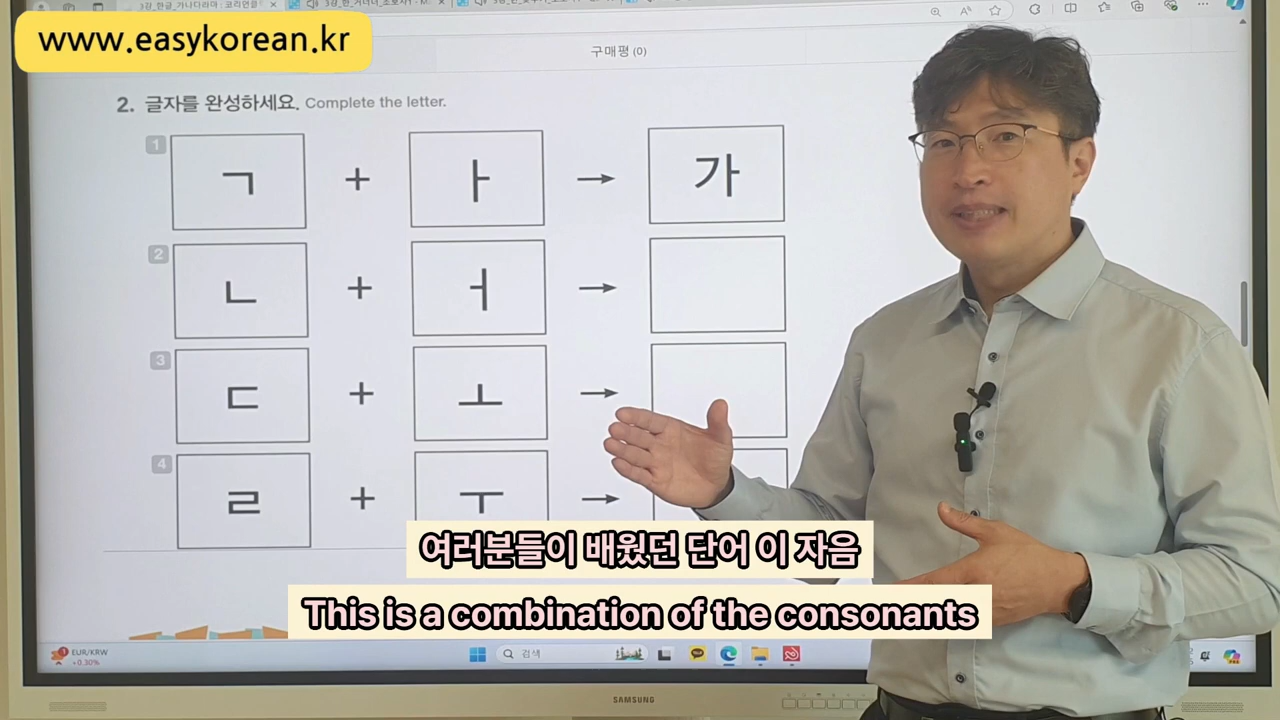 www.easykorean.kr
구매평 (0)
2. 글자를 완성하세요. Complete the letter.
1 ㄱ + ㅏ → 가
2 ㄴ + ㅓ →
3 ㄷ + ㅗ →
4 ㄹ + ㅜ →
여러분들이 배웠던 단어 이 자음
This is a combination of the consonants
EUR/KRW
+0.30%
검색
SAMSUNG